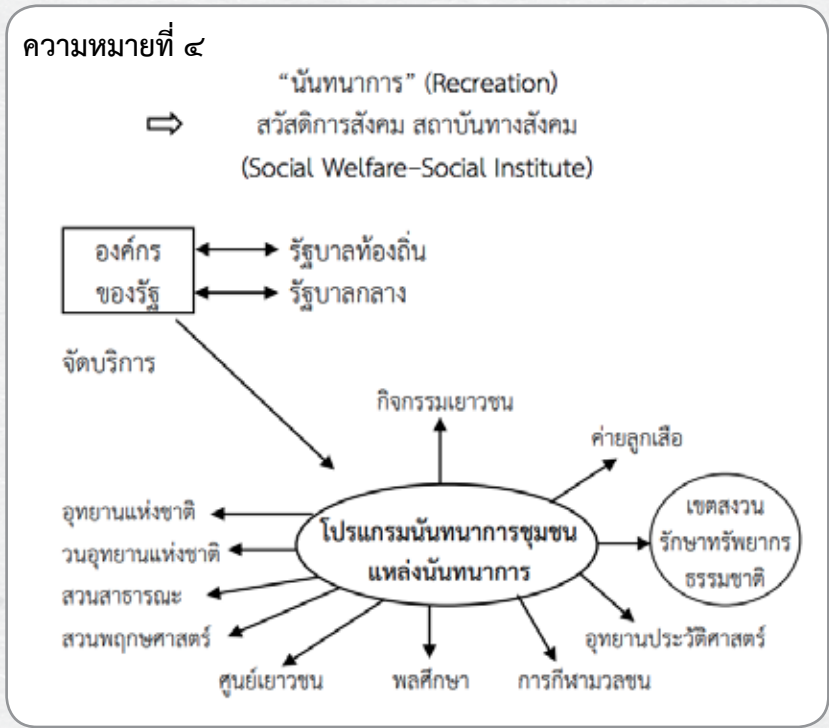 ความหมายที่ ๔
“นันทนาการ” (Recreation)
สวัสดิการสังคม สถาบันทางสังคม
(Social Welfare–Social Institute)
องค์กร
ของรัฐ
รัฐบาลท้องถิ่น
รัฐบาลกลาง
จัดบริการ
กิจกรรมเยาวชน
ค่ายลูกเสือ
อุทยานแห่งชาติ
วนอุทยานแห่งชาติ
สวนสาธารณะ
สวนพฤกษศาสตร์
โปรแกรมนันทนาการชุมชน
แหล่งนันทนาการ
เขตสงวน
รักษาทรัพยากร
ธรรมชาติ
อุทยานประวัติศาสตร์
ศูนย์เยาวชน
พลศึกษา
การกีฬามวลชน